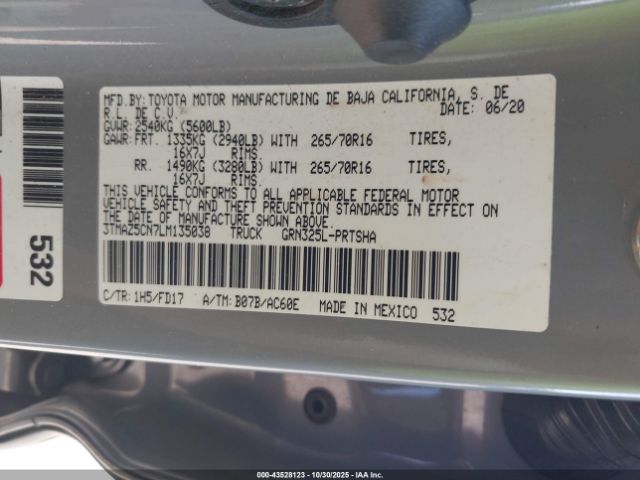 MFD.BY: TOYOTA MOTOR MANUFACTURING DE BAJA CALIFORNIA, S. DE
R.L. DE C.V. DATE: 06/20
GVWR: 2540KG (5600LB)
GAWR: FRT. 1335KG (2940LB) WITH 265/70R16 TIRES,
16X7J RIMS.
RR. 1490KG (3280LB) WITH 265/70R16 TIRES,
16X7J RIMS.
THIS VEHICLE CONFORMS TO ALL APPLICABLE FEDERAL MOTOR
VEHICLE SAFETY AND THEFT PREVENTION STANDARDS IN EFFECT ON
THE DATE OF MANUFACTURE SHOWN ABOVE.
3TMAZ5CN7LM135038 TRUCK GRN325L-PRTSHA
C/TR: 1H5/FD17 A/TM: B07B/AC60E MADE IN MEXICO 532
532
00-43528123 | 10/30/2025 - Copyright © IAA, LLC